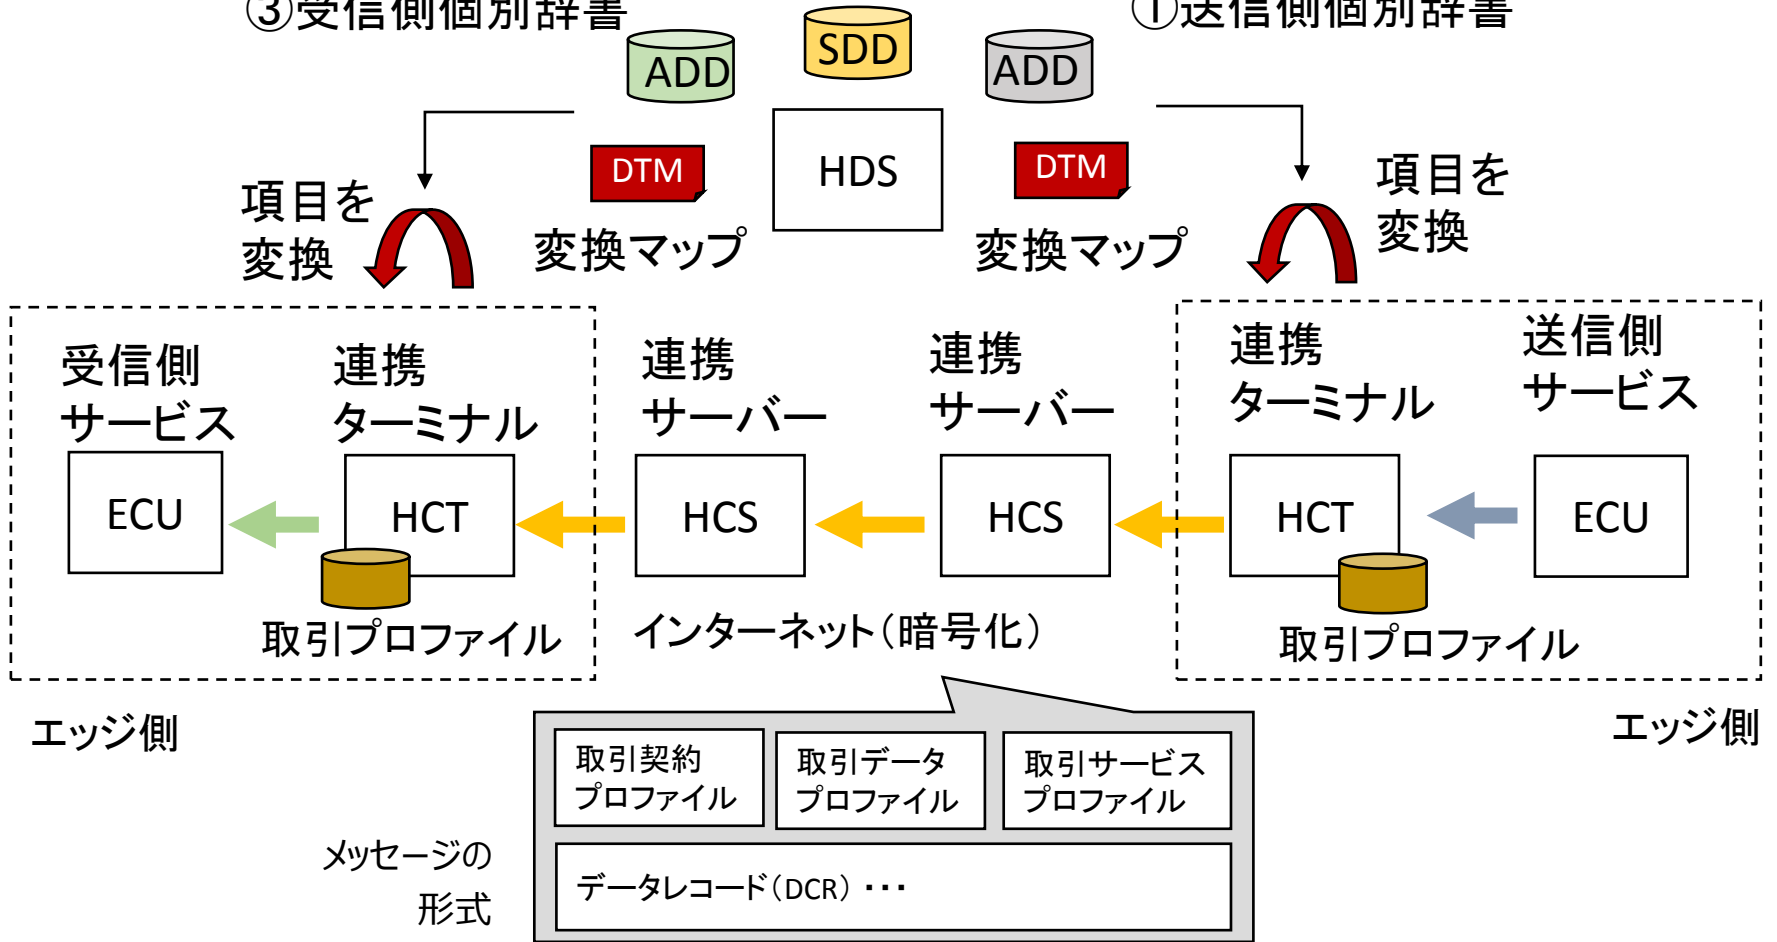 ③受信側個別辞書
①送信側個別辞書
ADD
SDD
ADD
DTM
HDS
DTM
項目を
変換
変換マップ
変換マップ
項目を
変換
受信側
サービス
連携
ターミナル
連携
サーバー
連携
サーバー
連携
ターミナル
送信側
サービス
ECU
HCT
HCS
HCS
HCT
ECU
取引プロファイル
インターネット（暗号化）
取引プロファイル
エッジ側
エッジ側
取引契約
プロファイル
取引データ
プロファイル
取引サービス
プロファイル
メッセージの
形式
データレコード（DCR）・・・